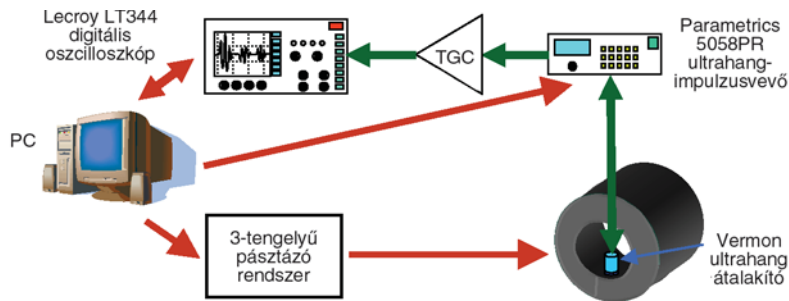 Lecroy LT344
digitális
oszcilloszkóp
TGC
Parametrics
5058PR
ultrahang-
impulzusvevő
PC
3-tengelyű
pásztázó
rendszer
Vermon
ultrahang
-átalakító